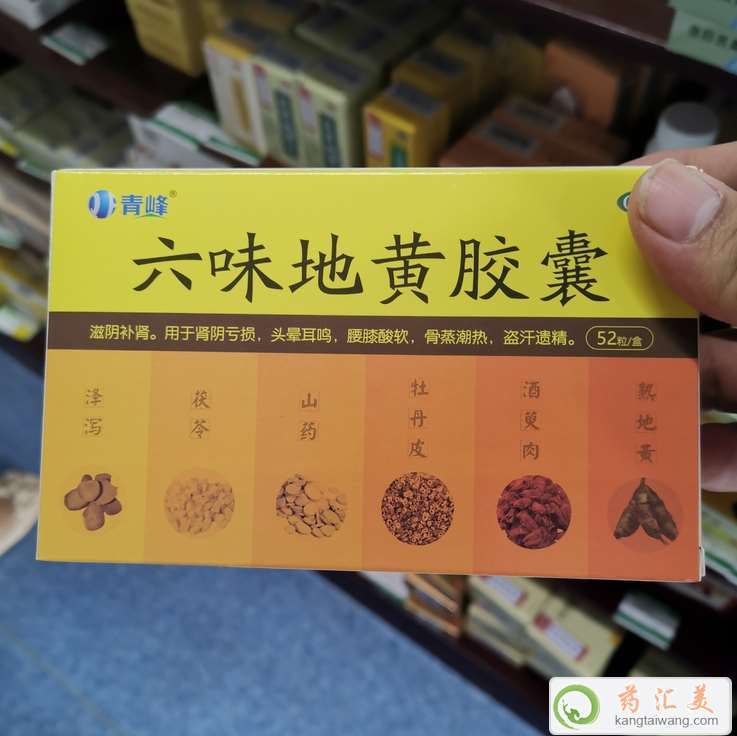 青峰®
六味地黄胶囊
滋阴补肾。用于肾阴亏损，头晕耳鸣，腰膝酸软，骨蒸潮热，盗汗遗精。 52粒/盒
泽泻
茯苓
山药
牡丹皮
酒萸肉
熟地黄
药汇美
kangtaiwang.com